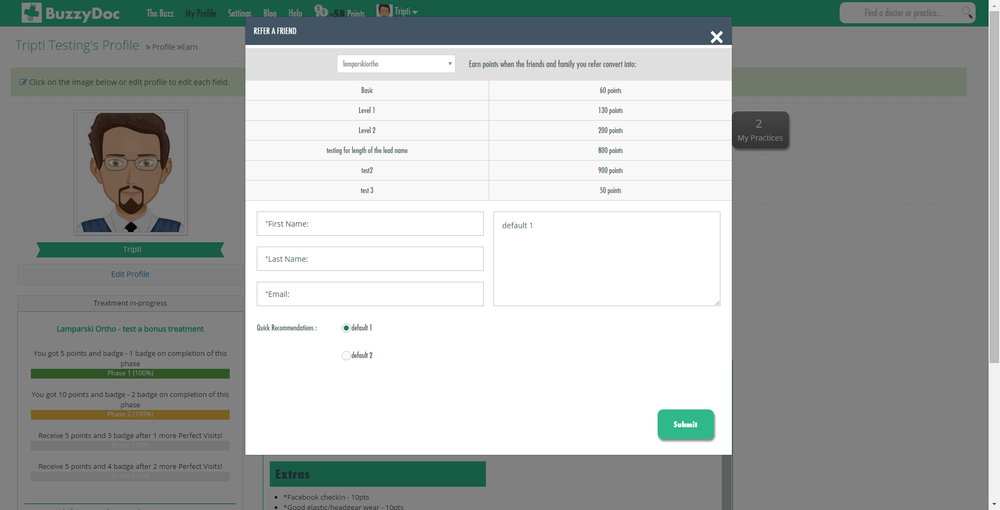 BuzzyDoc
The Buzz
My Profile
Settings
Blog
Help
-58 Points
Tripti
Find a doctor or practice...
Tripti Testing's Profile
» Profile »Earn
Click on the image below or edit profile to edit each field.
Tripti
Edit Profile
Treatment in-progress
Lamparski Ortho - test a bonus treatment
You got 5 points and badge - 1 badge on completion of this
phase
Phase 1 (100%)
You got 10 points and badge - 2 badge on completion of this
phase
Phase 2 (100%)
Receive 5 points and 3 badge after 1 more Perfect Visits!
Phase 3 (0%)
Receive 5 points and 4 badge after 2 more Perfect Visits!
Phase 4 (0%)
REFER A FRIEND
lamparskiortho
Earn points when the friends and family you refer convert into:
Basic 60 points
Level 1 130 points
Level 2 200 points
testing for length of the lead name 800 points
test2 900 points
test 3 50 points
*First Name:
*Last Name:
*Email:
default 1
Quick Recommendations :
default 1
default 2
Submit
2
My Practices
Extras
*Facebook checkin - 10pts
*Good elastic/headgear wear - 10pts